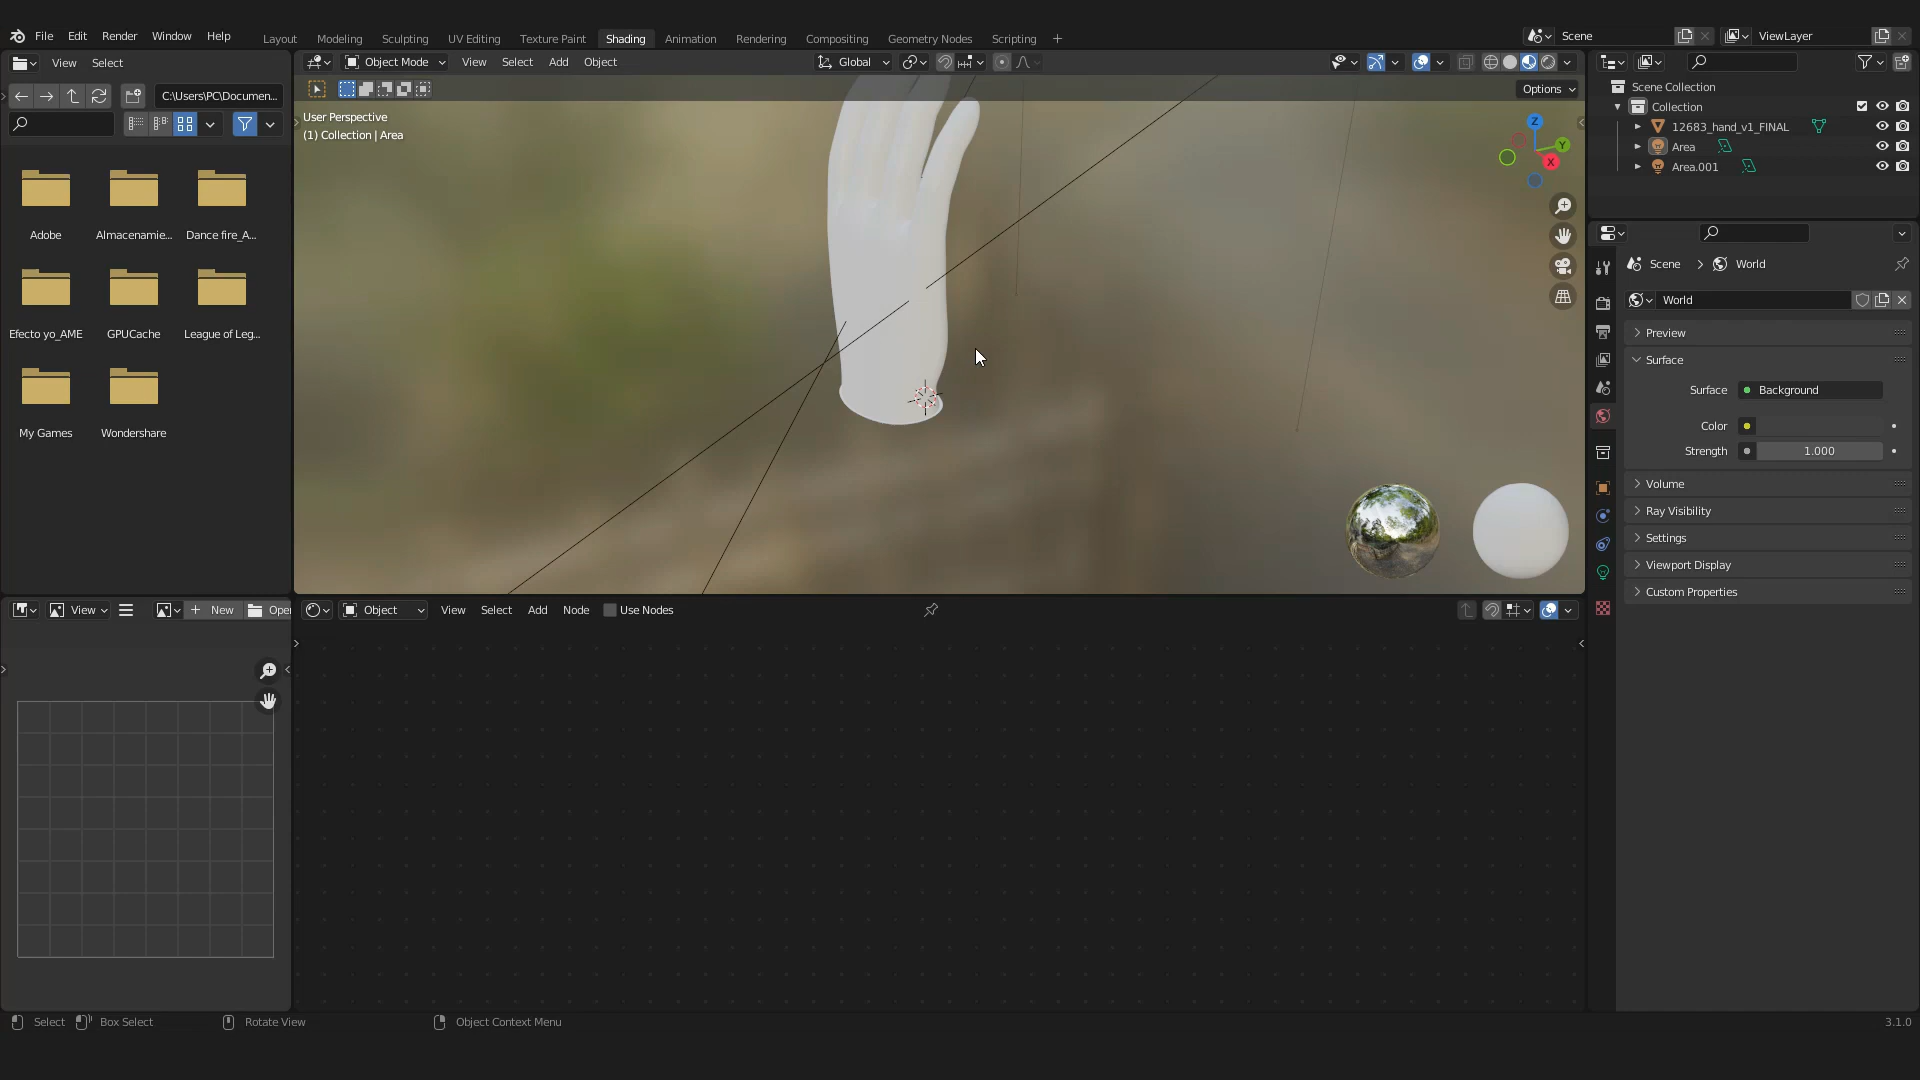 File Edit Render Window Help
Layout Modeling Sculpting UV Editing Texture Paint Shading Animation Rendering Compositing Geometry Nodes Scripting
Scene ViewLayer
View Select
Object Mode View Select Add Object
Global
C:\Users\PC\Documen...
Options
User Perspective
(1) Collection | Area
Z
Y
X
Adobe Almacenamie... Dance fire_A...
Efecto yo_AME GPUCache League of Leg...
My Games Wondershare
Scene Collection
Collection
12683_hand_v1_FINAL
Area
Area.001
Scene > World
World
Preview
Surface
Surface Background
Color
Strength 1.000
Volume
Ray Visibility
Settings
Viewport Display
Custom Properties
View New Oper
Object View Select Add Node Use Nodes
Select Box Select Rotate View Object Context Menu
3.1.0